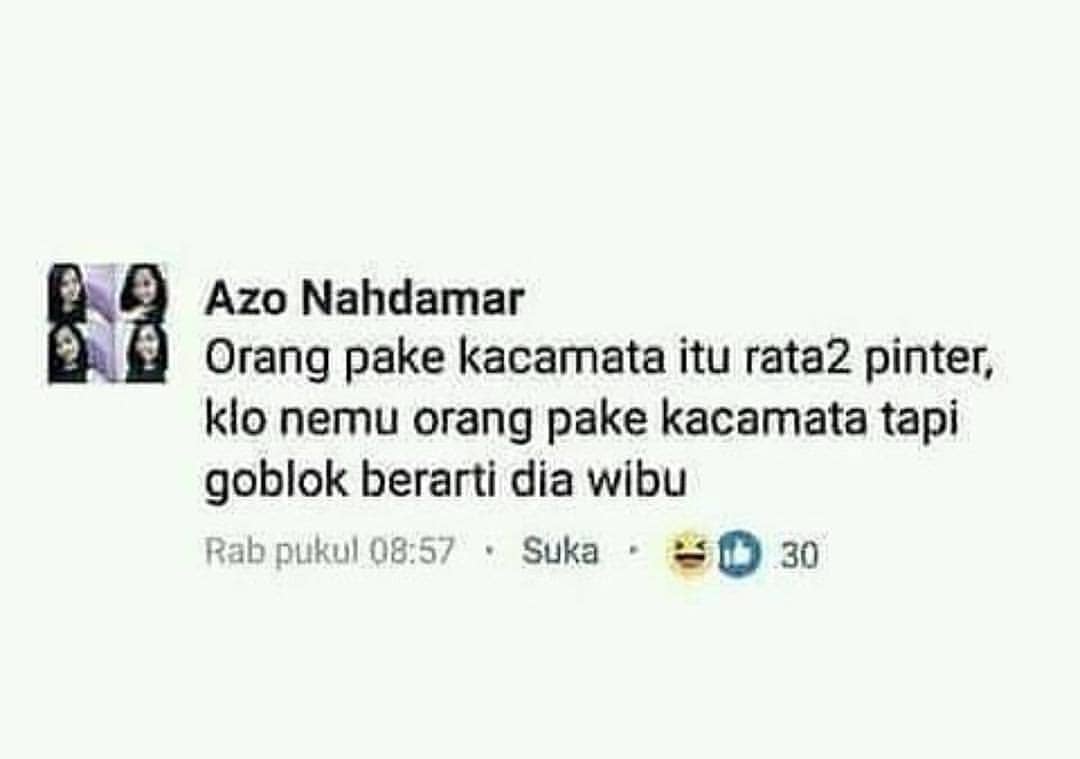 Azo Nahdamar
Orang pake kacamata itu rata2 pinter,
klo nemu orang pake kacamata tapi
goblok berarti dia wibu
Rab pukul 08:57 · Suka · 30